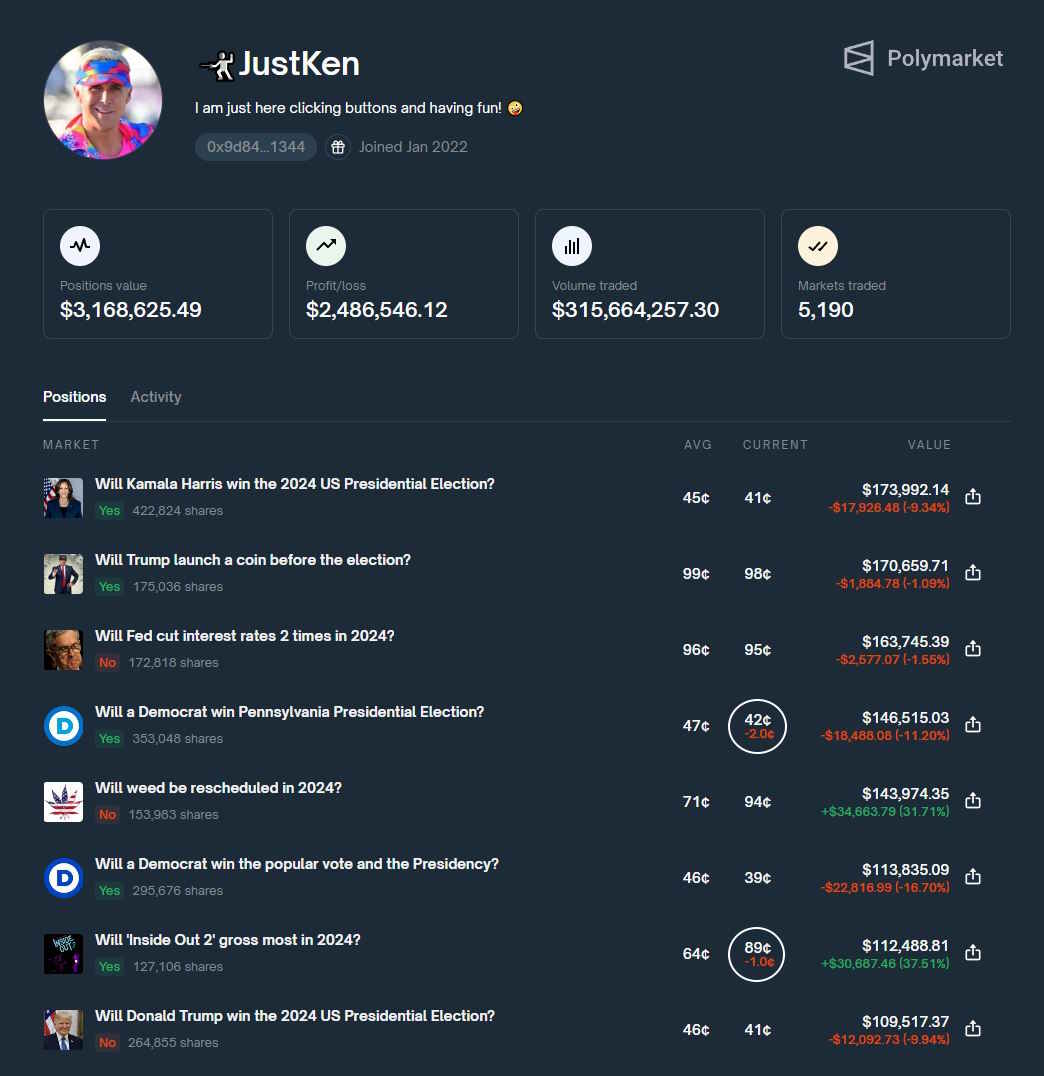 JustKen
Polymarket
I am just here clicking buttons and having fun! 🤪
0x9d84...1344 Joined Jan 2022
Positions value
$3,168,625.49
Profit/loss
$2,486,546.12
Volume traded
$315,664,257.30
Markets traded
5,190
Positions Activity
MARKET AVG CURRENT VALUE
Will Kamala Harris win the 2024 US Presidential Election?
Yes 422,824 shares
45¢ 41¢ $173,992.14
-$17,926.48 (-9.34%)
Will Trump launch a coin before the election?
Yes 175,036 shares
99¢ 98¢ $170,659.71
-$1,884.78 (-1.09%)
Will Fed cut interest rates 2 times in 2024?
No 172,818 shares
96¢ 95¢ $163,745.39
-$2,577.07 (-1.55%)
Will a Democrat win Pennsylvania Presidential Election?
Yes 353,048 shares
47¢ 42¢ $146,515.03
-2.0¢ -$18,488.08 (-11.20%)
Will weed be rescheduled in 2024?
No 153,983 shares
71¢ 94¢ $143,974.35
+$34,663.79 (31.71%)
Will a Democrat win the popular vote and the Presidency?
Yes 295,676 shares
46¢ 39¢ $113,835.09
-$22,816.99 (-16.70%)
INSIDE OUT 2
Will 'Inside Out 2' gross most in 2024?
Yes 127,106 shares
64¢ 89¢ $112,488.81
-1.0¢ +$30,687.46 (37.51%)
Will Donald Trump win the 2024 US Presidential Election?
No 264,855 shares
46¢ 41¢ $109,517.37
-$12,092.73 (-9.94%)